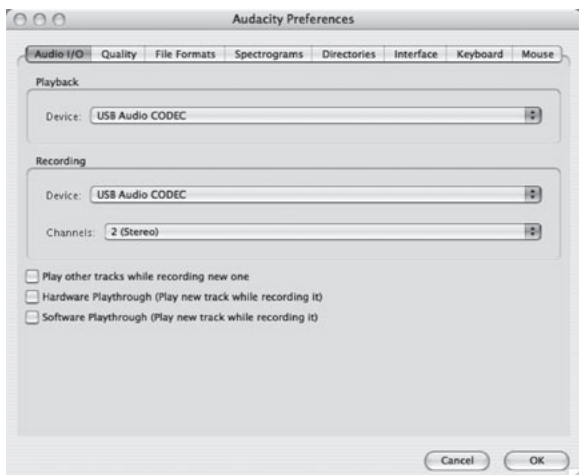 Audacity Preferences
Audio I/O Quality File Formats Spectrograms Directories Interface Keyboard Mouse
Playback
Device: USB Audio CODEC
Recording
Device: USB Audio CODEC
Channels: 2 (Stereo)
Play other tracks while recording new one
Hardware Playthrough (Play new track while recording it)
Software Playthrough (Play new track while recording it)
Cancel OK